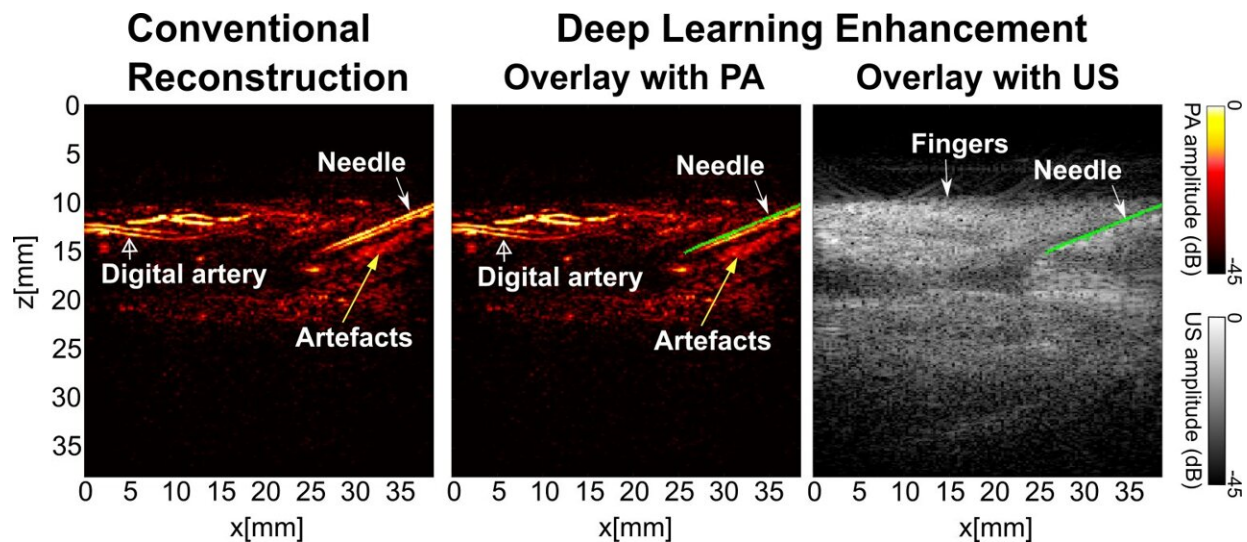 Conventional
Reconstruction
Deep Learning Enhancement
Overlay with PA
Overlay with US
0
5
10
15
20
25
30
35
z[mm]
Needle
Digital artery
Artefacts
0 5 10 15 20 25 30 35
x[mm]
Needle
Digital artery
Artefacts
0 5 10 15 20 25 30 35
x[mm]
Fingers
Needle
0 5 10 15 20 25 30 35
x[mm]
PA amplitude (dB)
0
-45
US amplitude (dB)
0
-45